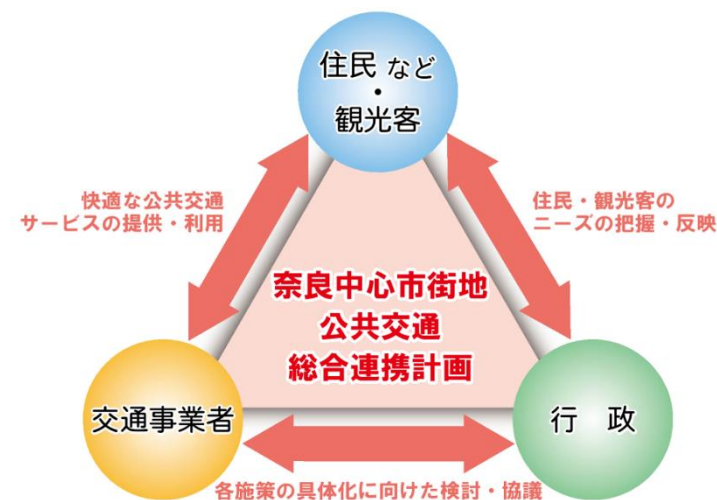 住民 など
・
観光客
快適な公共交通
サービスの提供・利用
住民・観光客の
ニーズの把握・反映
奈良中心市街地
公共交通
総合連携計画
交通事業者
行　政
各施策の具体化に向けた検討・協議